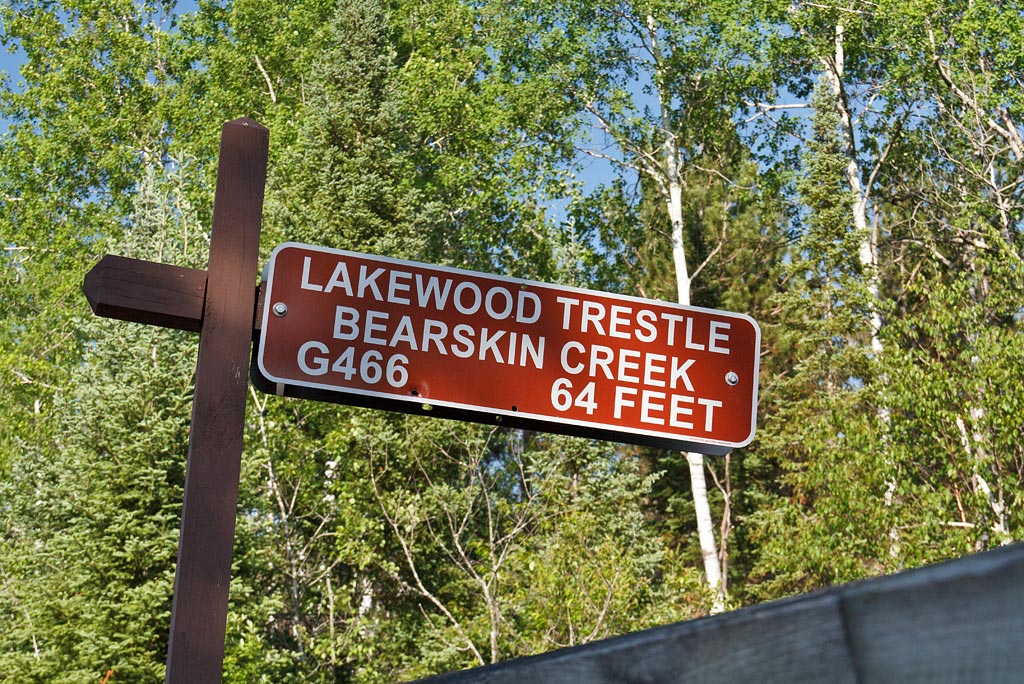 LAKEWOOD TRESTLE
BEARSKIN CREEK
G466 64 FEET